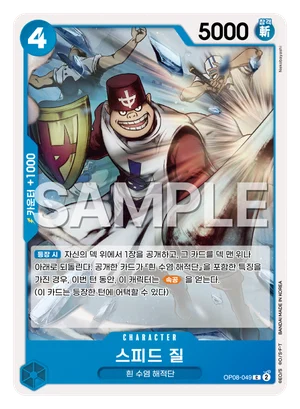 4
5000
참격
斬
카운터 +1000
SAMPLE
등장 시 자신의 덱 위에서 1장을 공개하고, 그 카드를 덱 맨 위나
아래로 되돌린다. 공개한 카드가 「흰 수염 해적단」을 포함한 특징을
가진 경우, 이번 턴 동안, 이 캐릭터는 속공 을 얻는다.
(이 카드는 등장한 턴에 어택할 수 있다)
CHARACTER
스피드 질
흰 수염 해적단
OP08-049 C 2